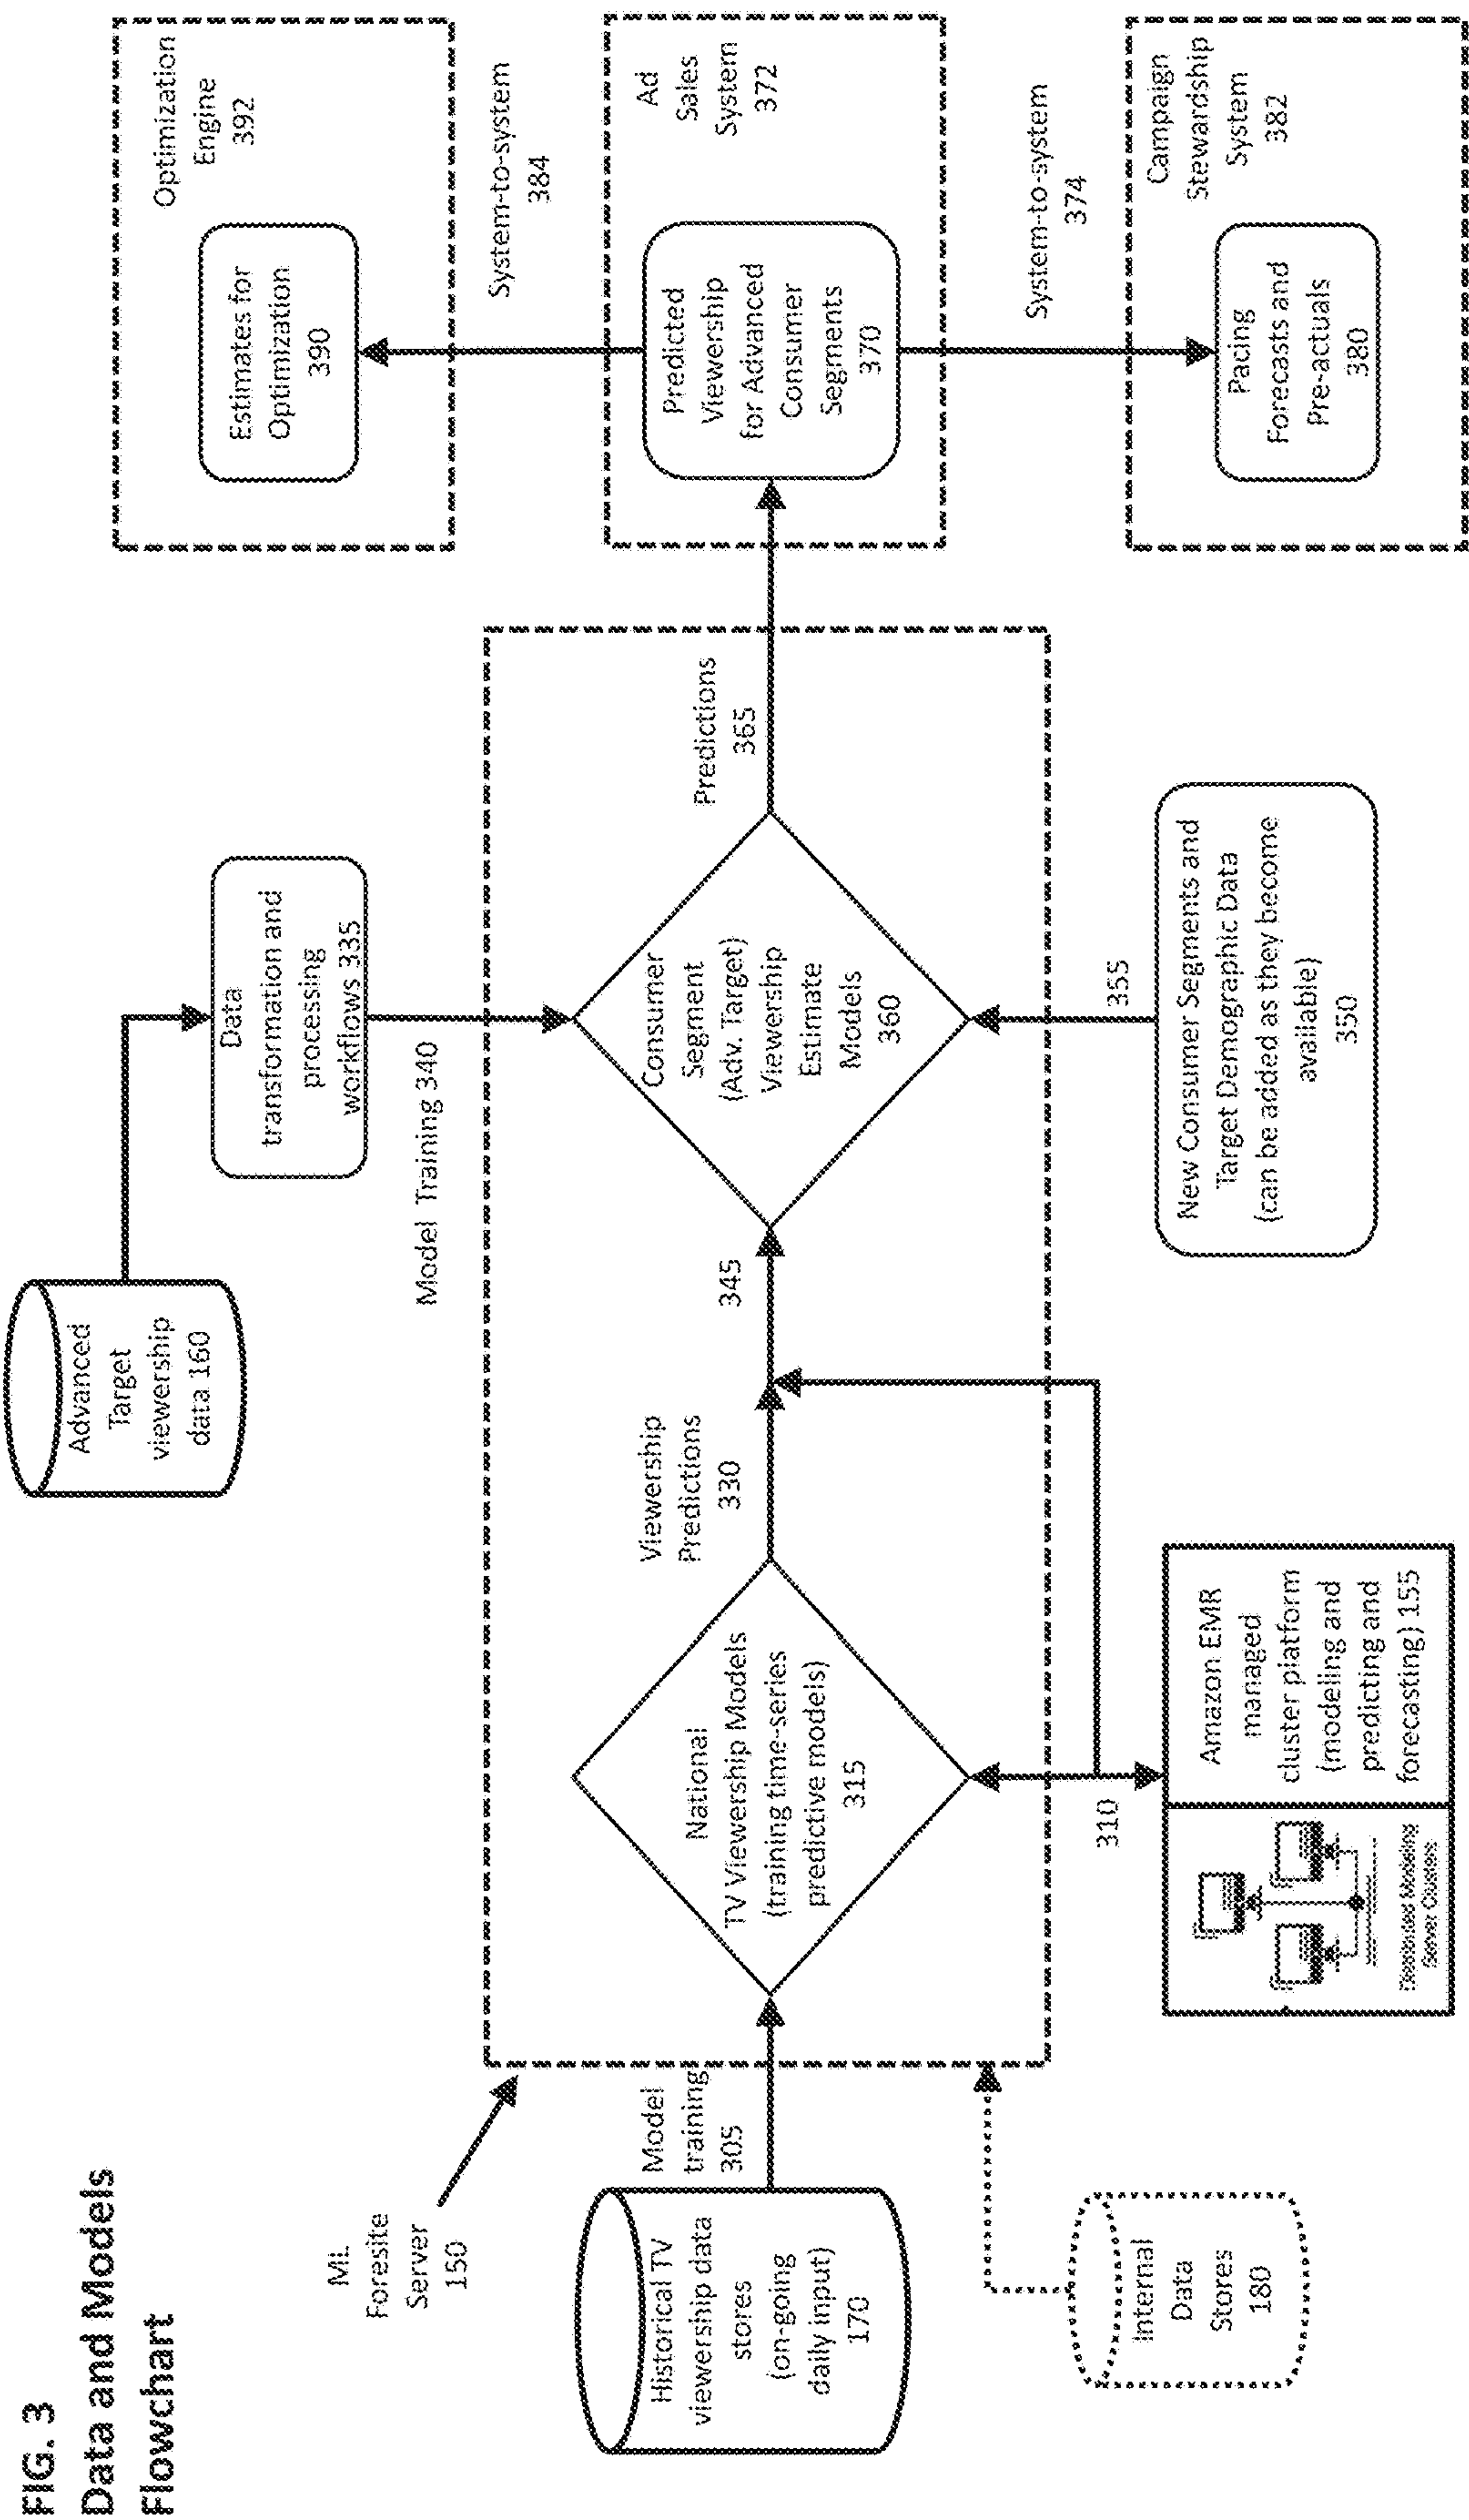 FIG. 3
Data and Models
Flowchart
ML
Foresite
Server
150
Historical TV
viewership data
stores
(on-going
daily input)
170
Model
training
305
Internal
Data
Stores
180
National
TV Viewership Models
(training time-series
predictive models)
315
310
Distributed Modeling
Server Clusters
Amazon EMR
managed
cluster platform
(modeling and
predicting and
forecasting) 155
Viewership
Predictions
330
345
Advanced
Target
viewership
data 160
Data
transformation and
processing
workflows 335
Model Training 340
Consumer
Segment
(Adv. Target)
Viewership
Estimate
Models
360
355
New Consumer Segments and
Target Demographic Data
(can be added as they become
available)
350
Predictions
365
Optimization
Engine
392
Estimates for
Optimization
390
System-to-system
384
Ad
Sales
System
372
Predicted
Viewership
for Advanced
Consumer
Segments
370
System-to-system
374
Campaign
Stewardship
System
382
Pacing
Forecasts and
Pre-actuals
380